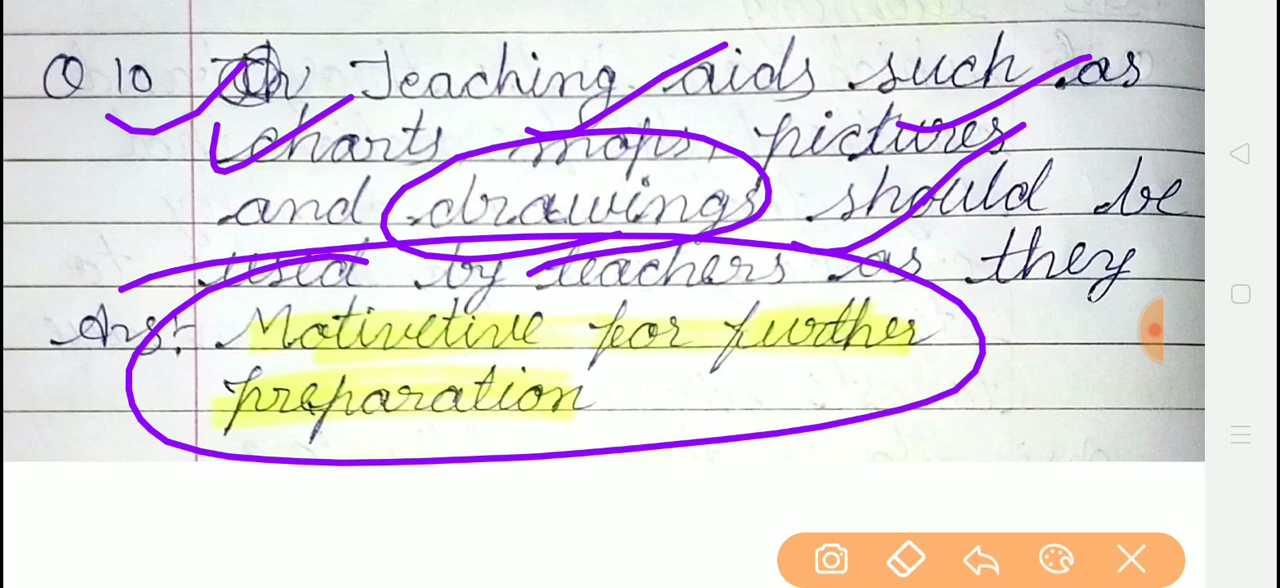 Q 10 Teaching aids such as
charts, maps, pictures
and drawings should be
used by teachers as they
Ans:- Motivetive for further
preparation